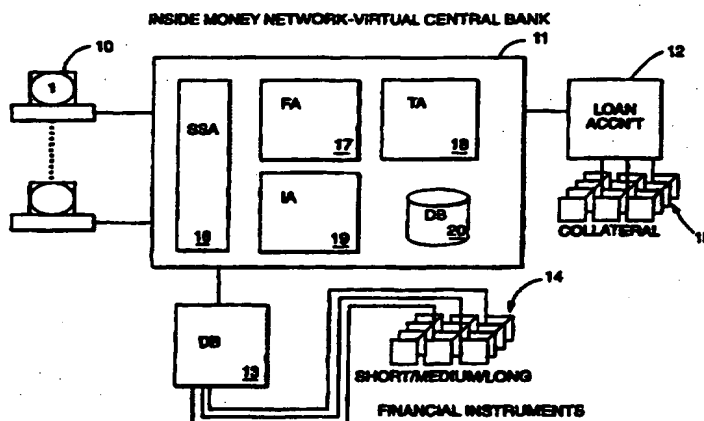 INSIDE MONEY NETWORK-VIRTUAL CENTRAL BANK
10
11
12
1
SSA
FA
TA
LOAN
ACCN'T
17
18
IA
DB
16
19
20
COLLATERAL
14
DB
13
SHORT/MEDIUM/LONG
FINANCIAL INSTRUMENTS